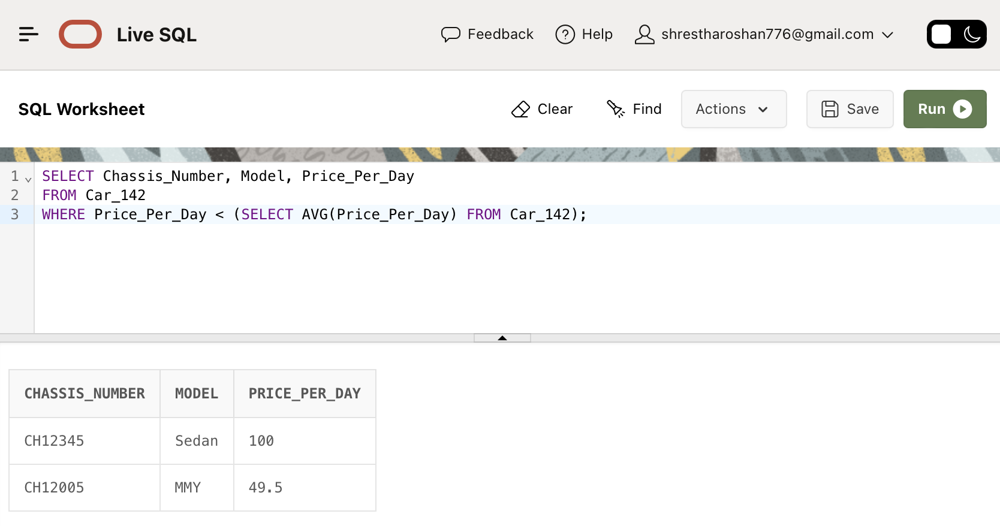 Live SQL Feedback Help shrestharoshan776@gmail.com
SQL Worksheet Clear Find Actions Save Run
1 SELECT Chassis_Number, Model, Price_Per_Day
2 FROM Car_142
3 WHERE Price_Per_Day < (SELECT AVG(Price_Per_Day) FROM Car_142);
CHASSIS_NUMBER MODEL PRICE_PER_DAY
CH12345 Sedan 100
CH12005 MMY 49.5